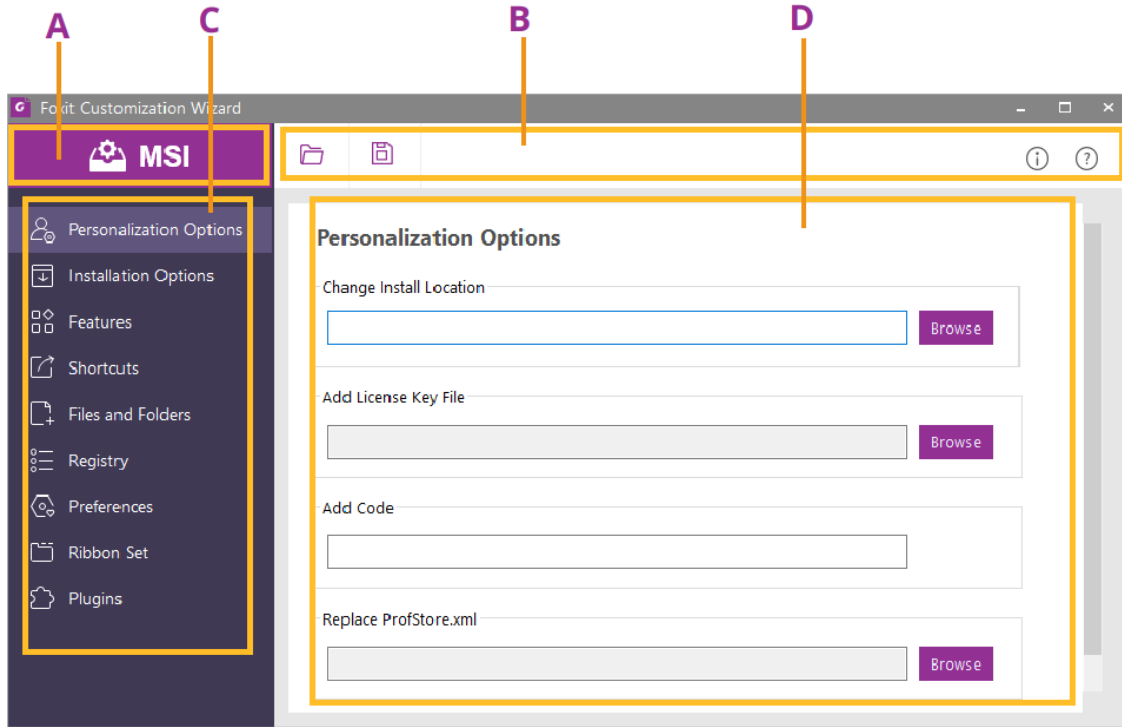 A C B D
Foxit Customization Wizard
MSI
Personalization Options
Installation Options
Features
Shortcuts
Files and Folders
Registry
Preferences
Ribbon Set
Plugins
Personalization Options
Change Install Location
Browse
Add License Key File
Browse
Add Code
Replace ProfStore.xml
Browse